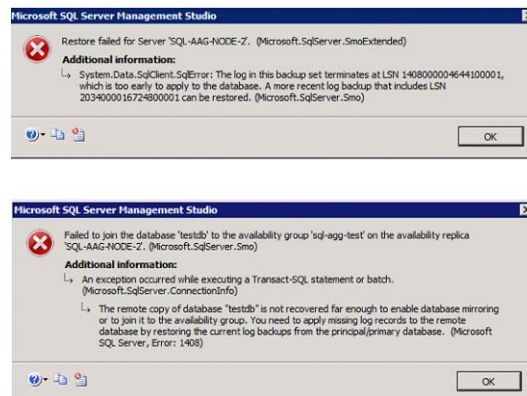 Microsoft SQL Server Management Studio
Restore failed for Server 'SQL-AAG-NODE-2'. (Microsoft.SqlServer.SmoExtended)
Additional information:
System.Data.SqlClient.SqlError: The log in this backup set terminates at LSN 1408000004644100001,
which is too early to apply to the database. A more recent log backup that includes LSN
2034000016724800001 can be restored. (Microsoft.SqlServer.Smo)
OK
Microsoft SQL Server Management Studio
Failed to join the database 'testdb' to the availability group 'sql-agg-test' on the availability replica
'SQL-AAG-NODE-2'. (Microsoft.SqlServer.Smo)
Additional information:
An exception occurred while executing a Transact-SQL statement or batch.
(Microsoft.SqlServer.ConnectionInfo)
The remote copy of database "testdb" is not recovered far enough to enable database mirroring
or to join it to the availability group. You need to apply missing log records to the remote
database by restoring the current log backups from the principal/primary database. (Microsoft
SQL Server, Error: 1408)
OK